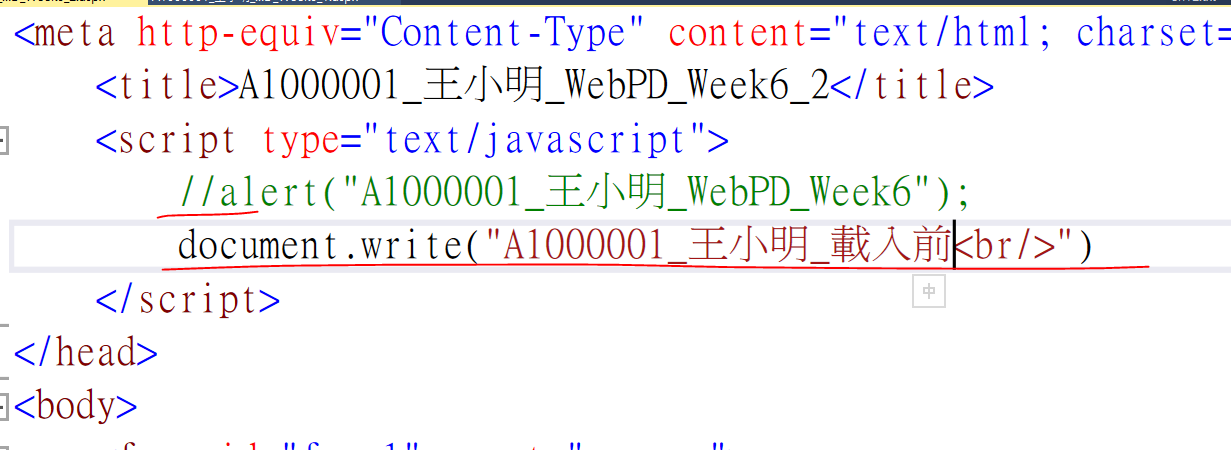 <meta http-equiv="Content-Type" content="text/html; charset=
<title>A1000001_王小明_WebPD_Week6_2</title>
<script type="text/javascript">
//alert("A1000001_王小明_WebPD_Week6");
document.write("A1000001_王小明_載入前<br/>")
中
</script>
</head>
<body>